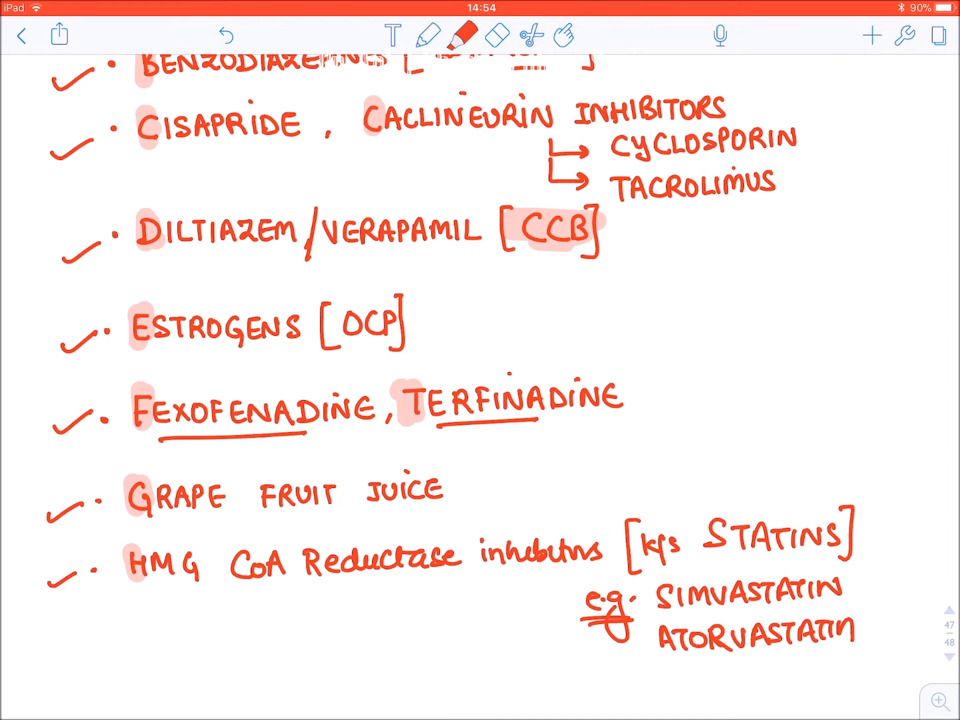 iPad 14:54 90%
T
BENZODIAZEPINES [
CISAPRIDE , CACLINEURIN INHIBITORS
CYCLOSPORIN
TACROLIMUS
DILTIAZEM/VERAPAMIL [CCB]
ESTROGENS [OCP]
FEXOFENADINE, TERFINADINE
GRAPE FRUIT JUICE
HMG COA Reductase inhibitors [k/s STATINS]
e.g. SIMVASTATIN
ATORVASTATIN
47
48